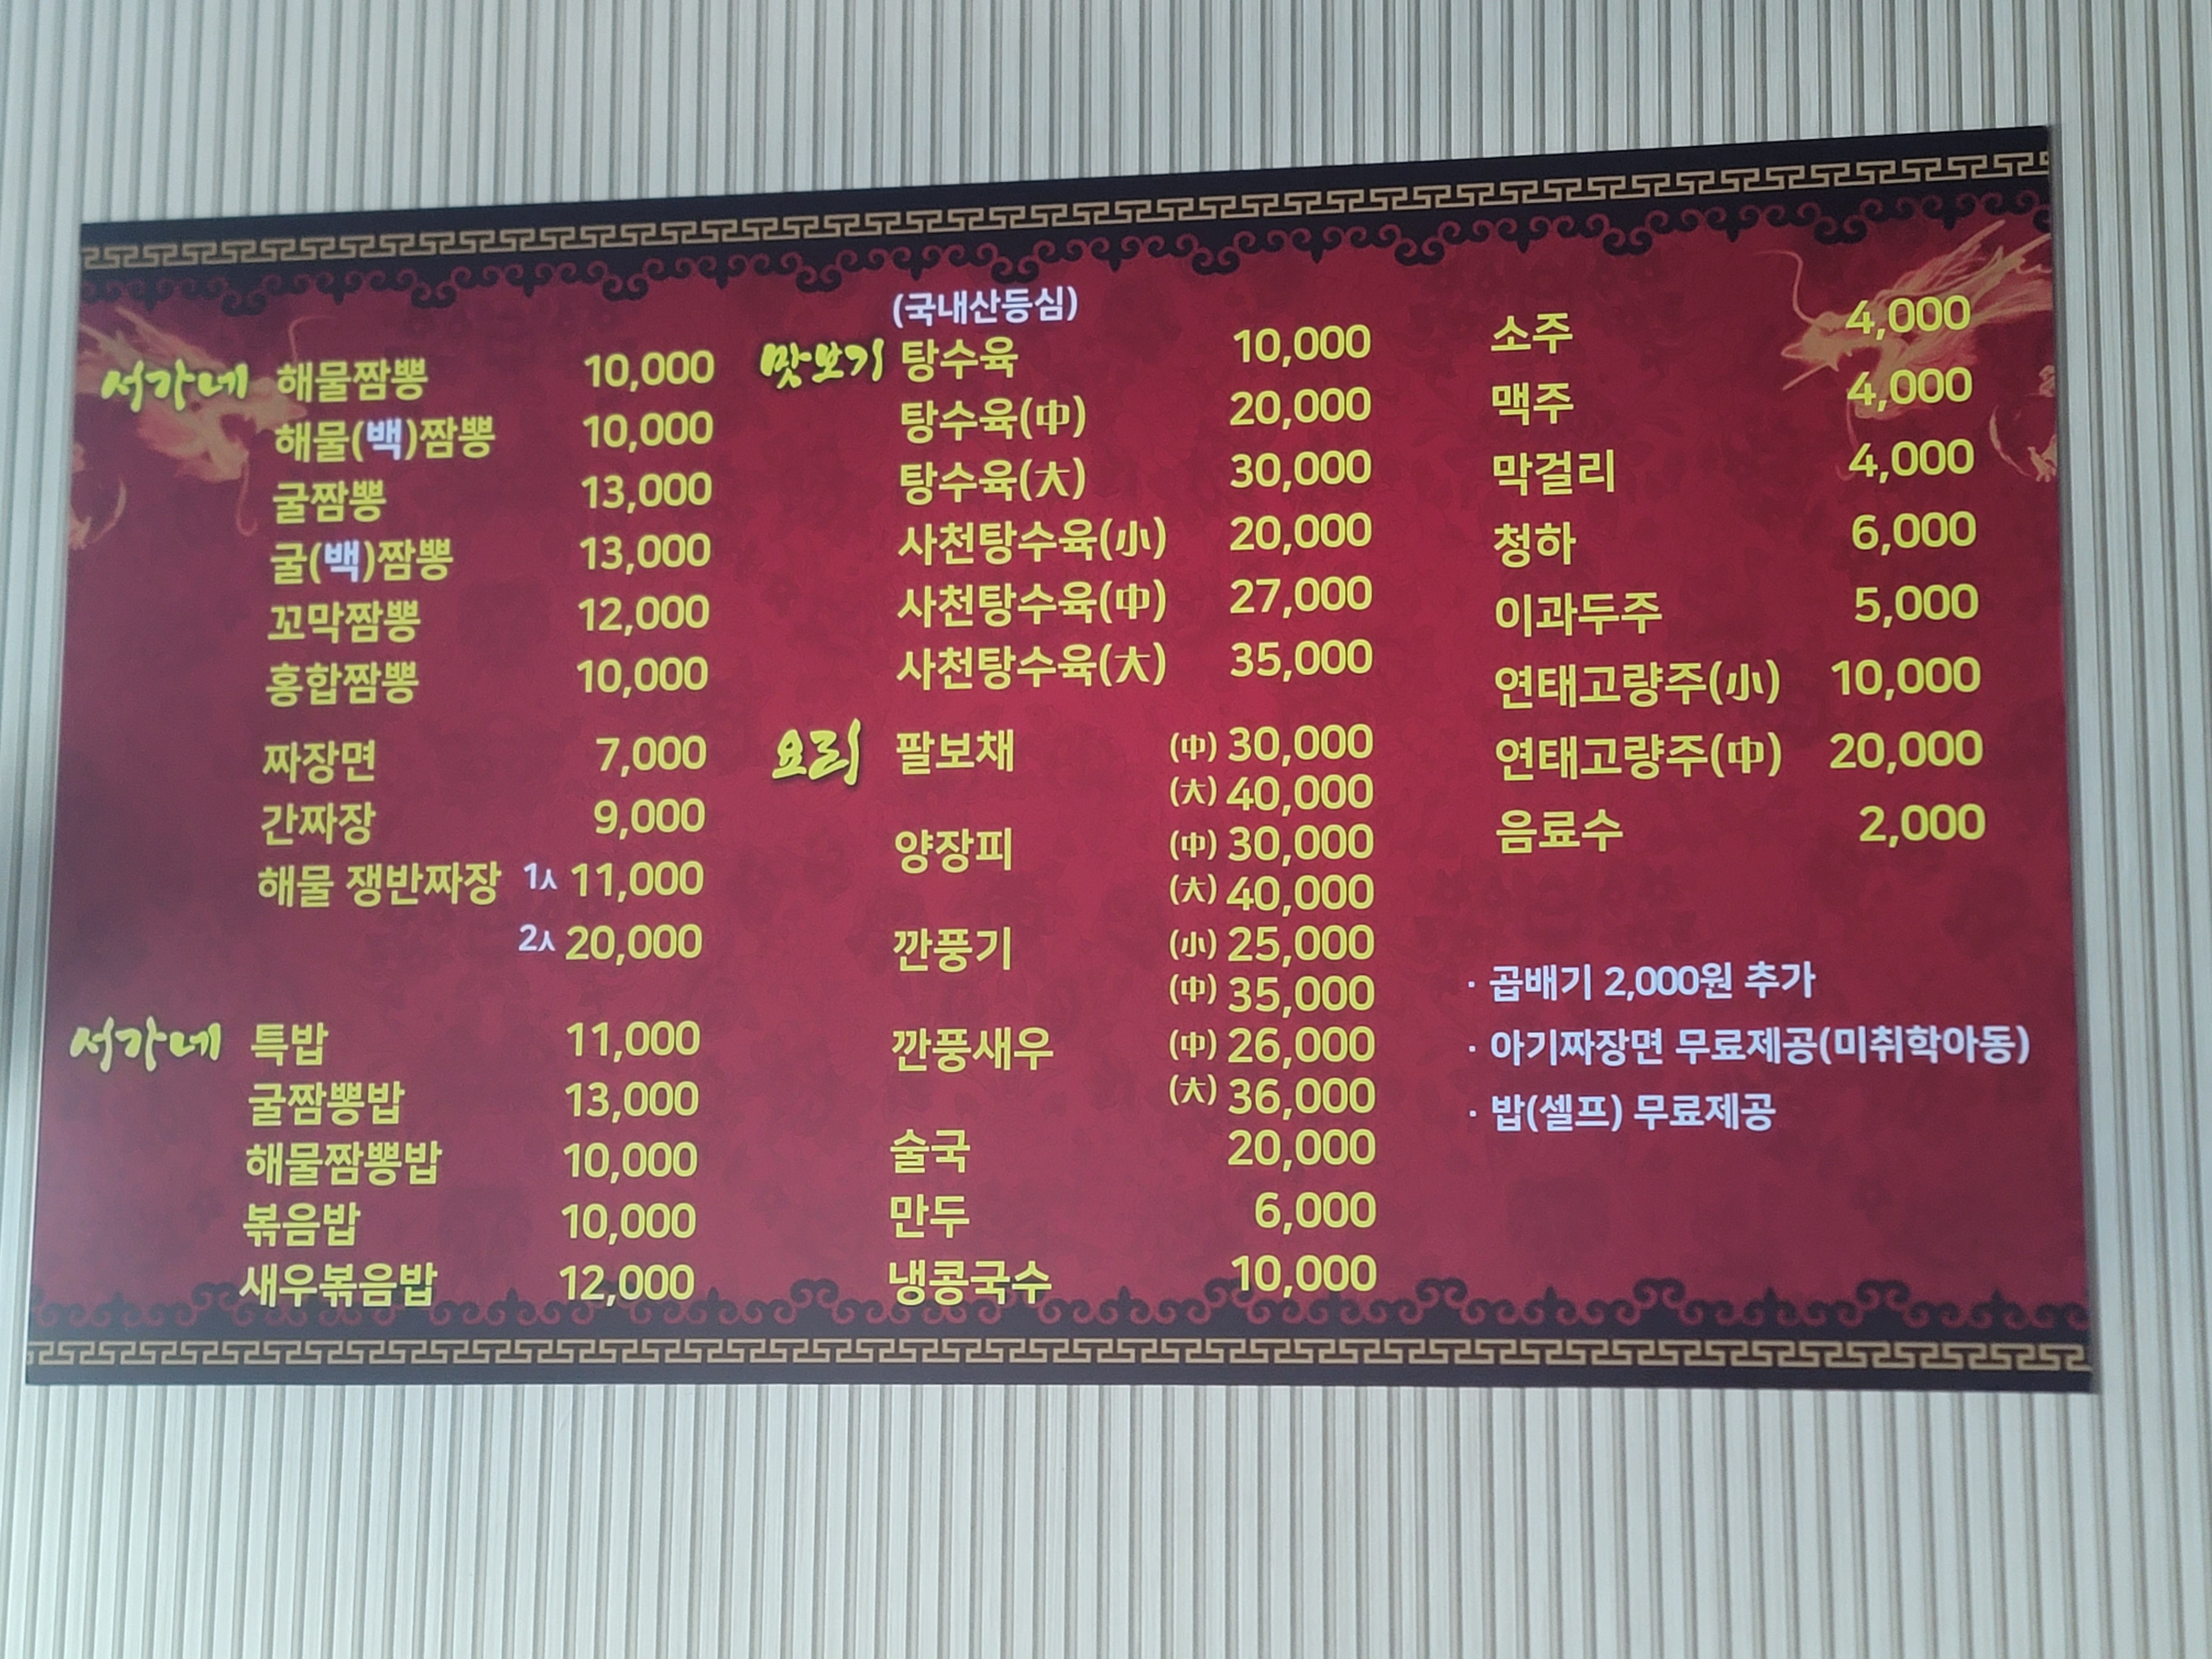 서가네 해물짬뽕 10,000
해물(백)짬뽕 10,000
굴짬뽕 13,000
굴(백)짬뽕 13,000
꼬막짬뽕 12,000
홍합짬뽕 10,000
짜장면 7,000
간짜장 9,000
해물 쟁반짜장 1人 11,000
2人 20,000
서가네 특밥 11,000
굴짬뽕밥 13,000
해물짬뽕밥 10,000
볶음밥 10,000
새우볶음밥 12,000
(국내산등심)
맛보기 탕수육 10,000
탕수육(中) 20,000
탕수육(大) 30,000
사천탕수육(小) 20,000
사천탕수육(中) 27,000
사천탕수육(大) 35,000
요리 팔보채 (中) 30,000
(大) 40,000
양장피 (中) 30,000
(大) 40,000
깐풍기 (小) 25,000
(中) 35,000
깐풍새우 (中) 26,000
(大) 36,000
술국 20,000
만두 6,000
냉콩국수 10,000
소주 4,000
맥주 4,000
막걸리 4,000
청하 6,000
이과두주 5,000
연태고량주(小) 10,000
연태고량주(中) 20,000
음료수 2,000
· 곱배기 2,000원 추가
· 아기짜장면 무료제공(미취학아동)
· 밥(셀프) 무료제공